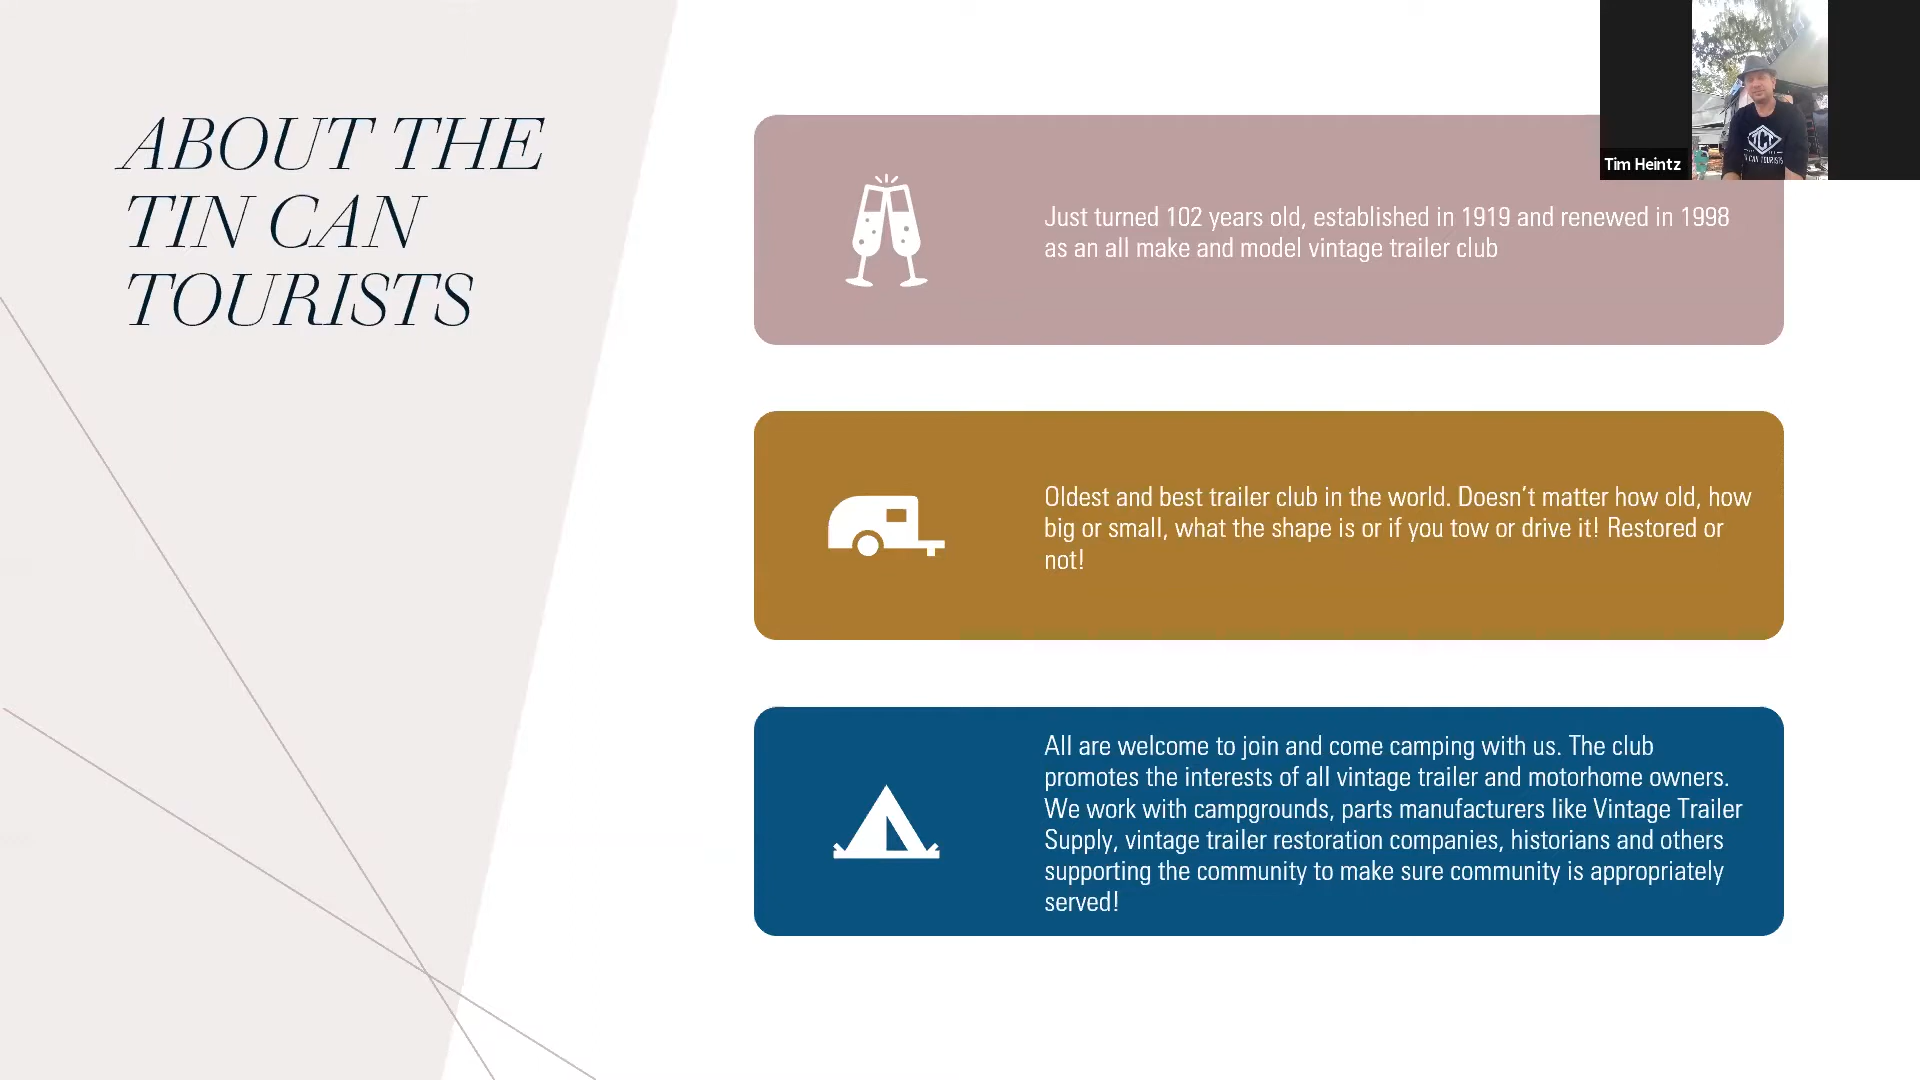 ABOUT THE
TIN CAN
TOURISTS
Just turned 102 years old, established in 1919 and renewed in 1998
as an all make and model vintage trailer club
Oldest and best trailer club in the world. Doesn’t matter how old, how
big or small, what the shape is or if you tow or drive it! Restored or
not!
All are welcome to join and come camping with us. The club
promotes the interests of all vintage trailer and motorhome owners.
We work with campgrounds, parts manufacturers like Vintage Trailer
Supply, vintage trailer restoration companies, historians and others
supporting the community to make sure community is appropriately
served!
Tim Heintz
TCT
CAN TOURISTS